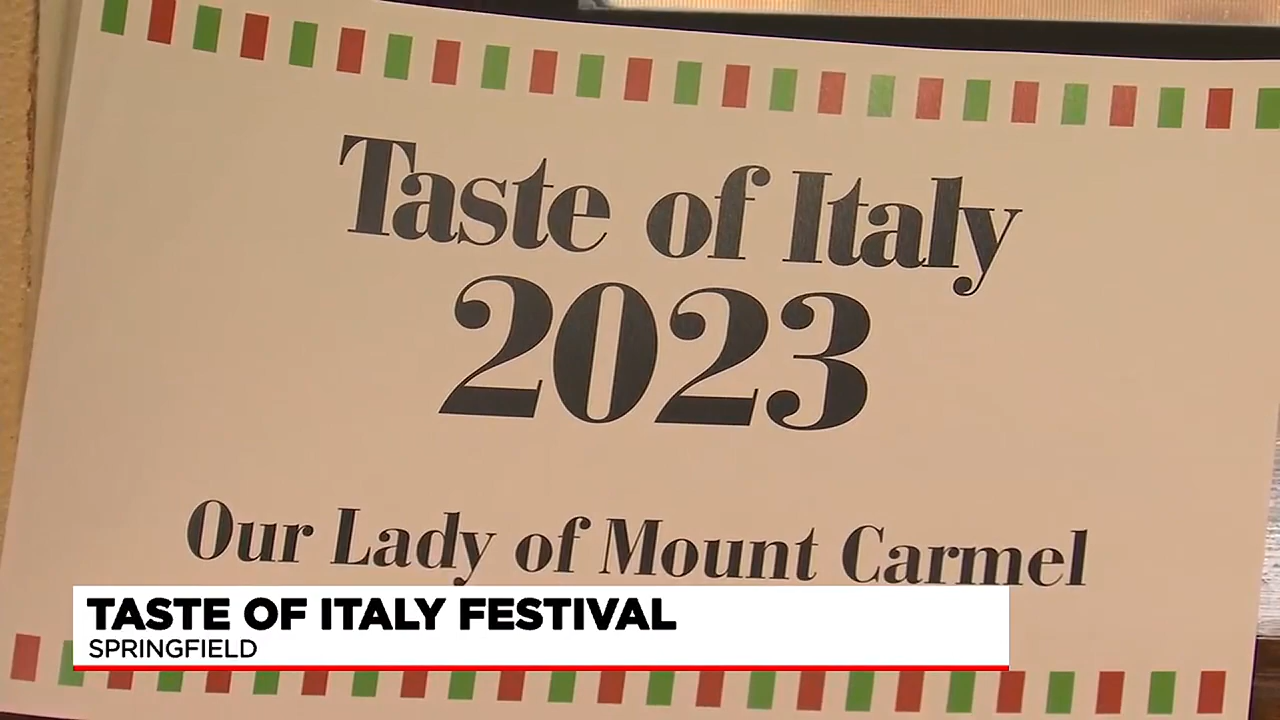 Taste of Italy
2023
Our Lady of Mount Carmel
TASTE OF ITALY FESTIVAL
SPRINGFIELD